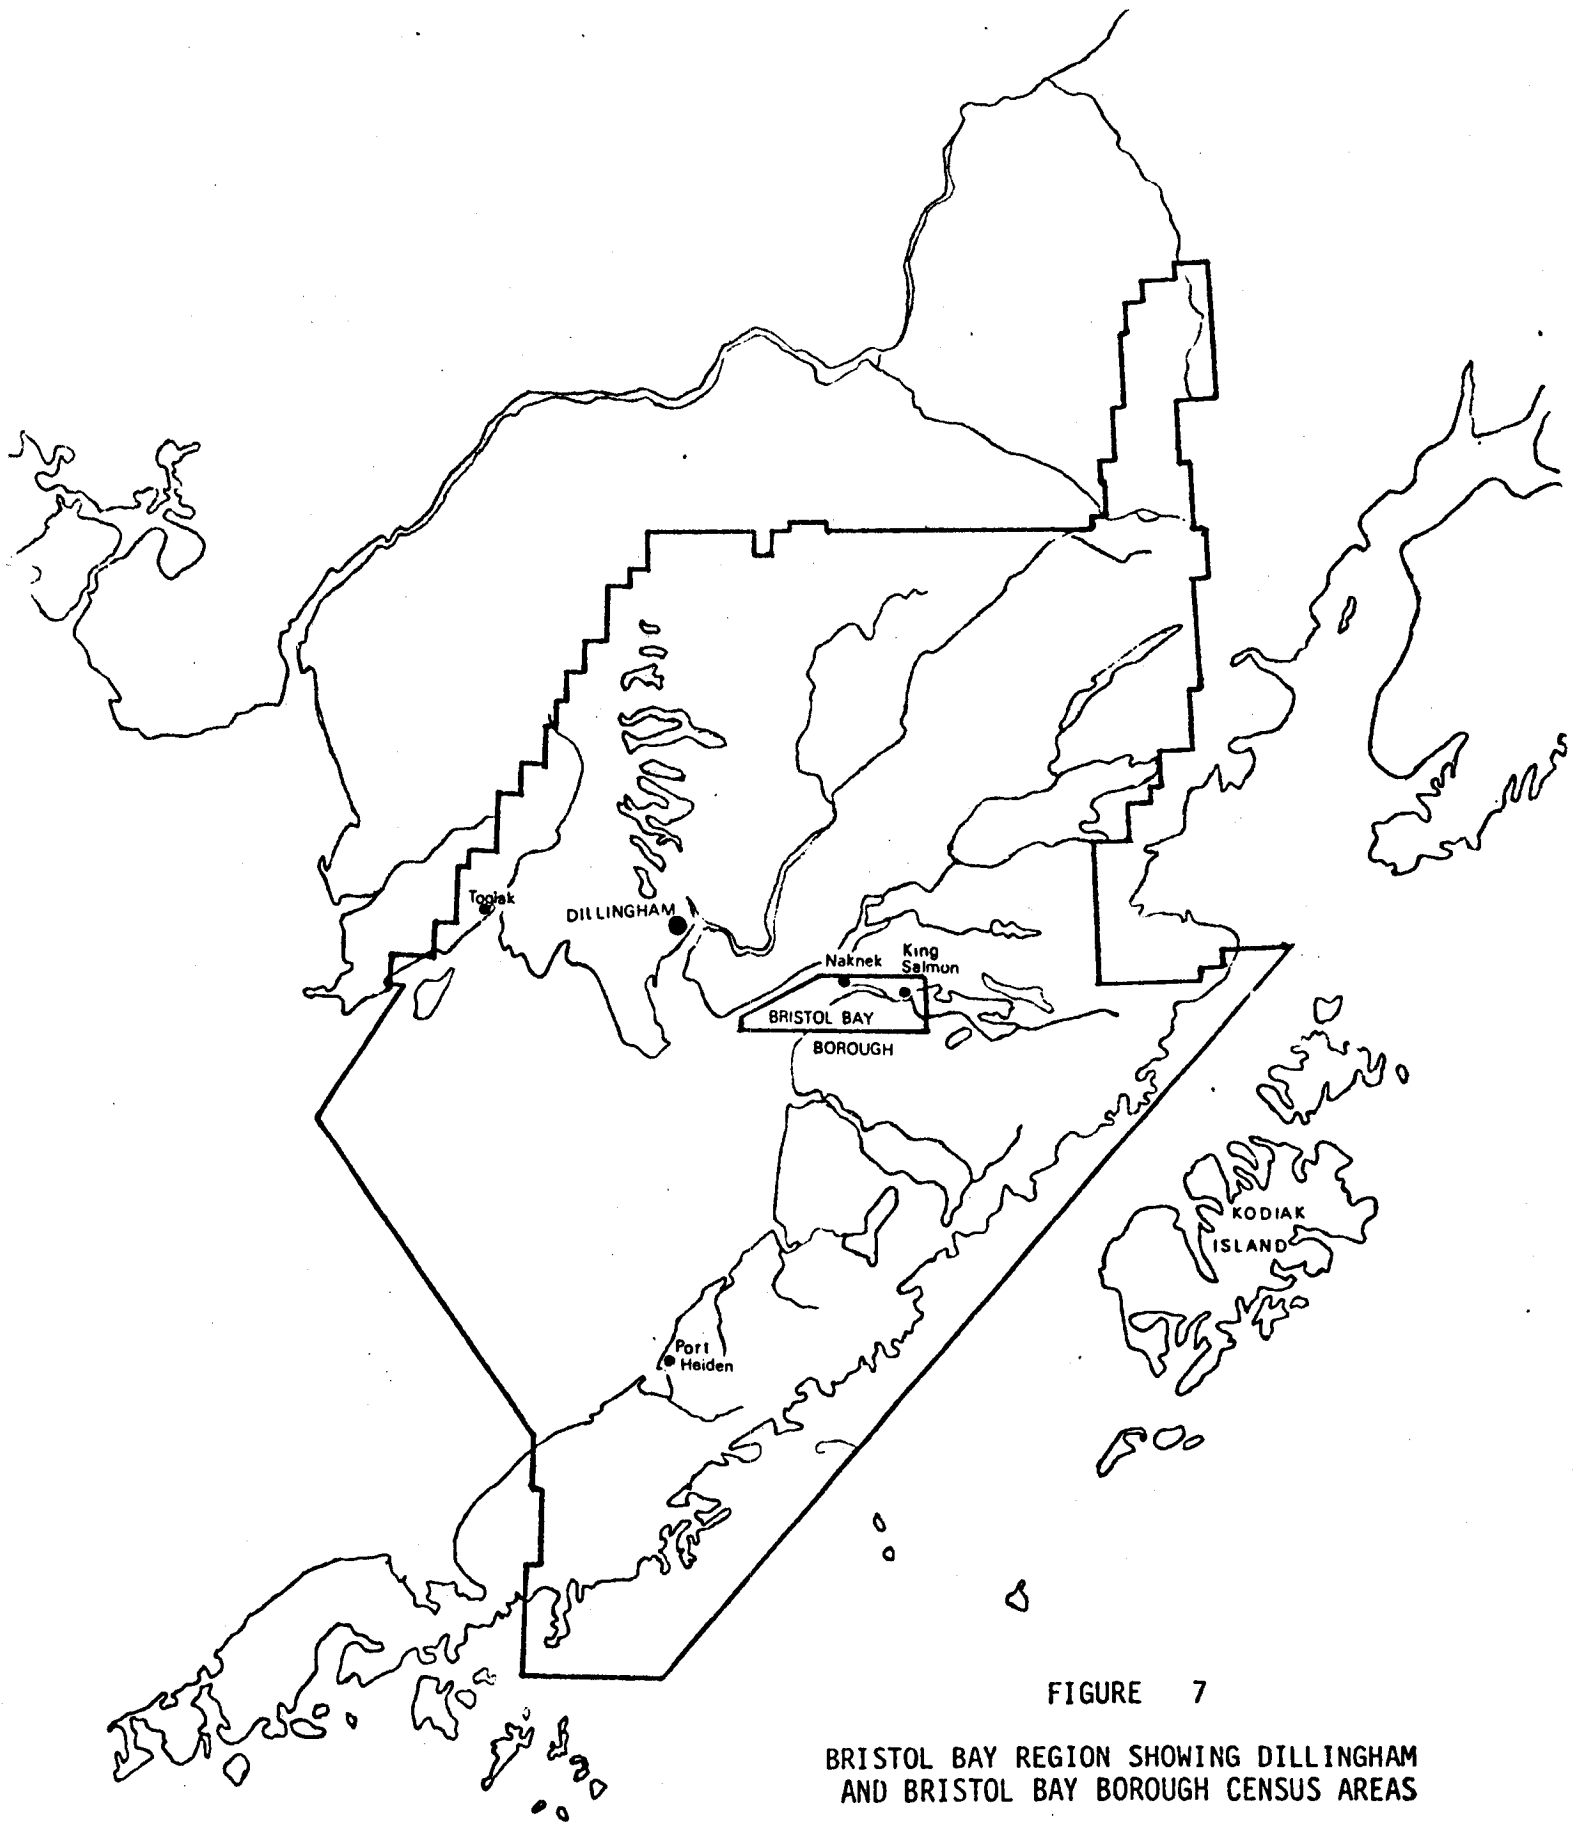 Togiak
DILLINGHAM
Naknek
King
Salmon
BRISTOL BAY
BOROUGH
KODIAK
ISLAND
Port
Heiden
FIGURE 7
BRISTOL BAY REGION SHOWING DILLINGHAM
AND BRISTOL BAY BOROUGH CENSUS AREAS